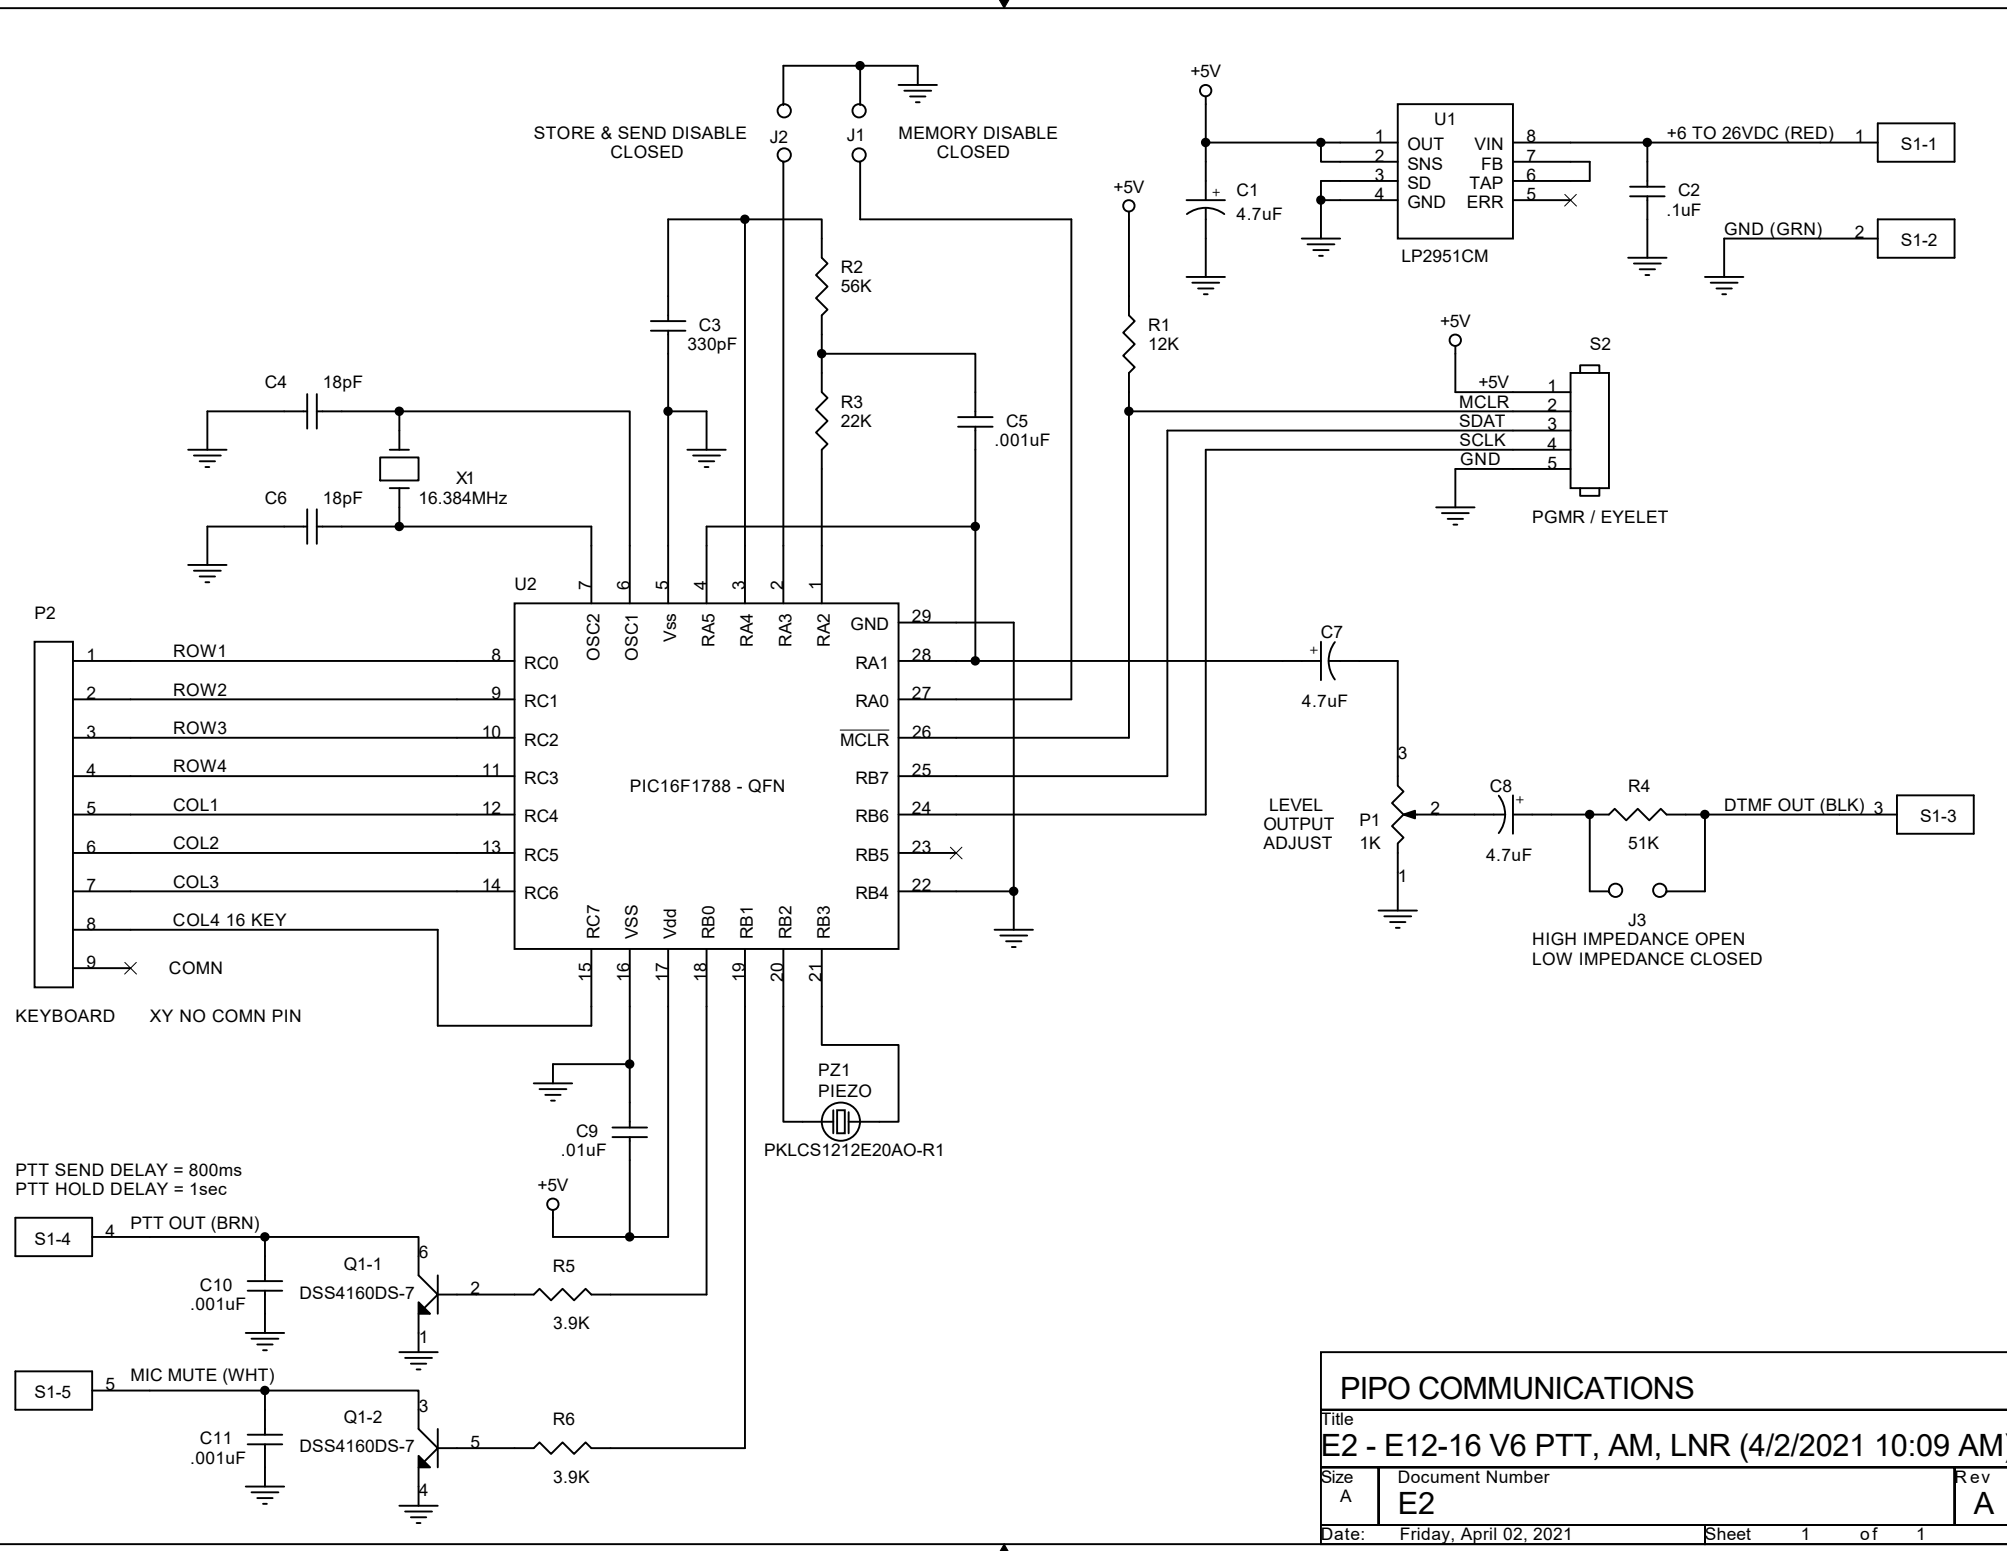 STORE & SEND DISABLE
CLOSED
J2
J1
MEMORY DISABLE
CLOSED
+5V
C1
4.7uF
+
U1
1
OUT
2
SNS
3
SD
4
GND
VIN
8
FB
7
TAP
6
ERR
5
LP2951CM
+6 TO 26VDC (RED)
1
S1-1
C2
.1uF
GND (GRN)
2
S1-2
+5V
R1
12K
R2
56K
C3
330pF
R3
22K
C5
.001uF
+5V
S2
+5V
1
MCLR
2
SDAT
3
SCLK
4
GND
5
PGMR / EYELET
C4
18pF
X1
16.384MHz
C6
18pF
U2
7
6
5
4
3
2
1
OSC2
OSC1
Vss
RA5
RA4
RA3
RA2
P2
1
ROW1
8
RC0
2
ROW2
9
RC1
3
ROW3
10
RC2
4
ROW4
11
RC3
5
COL1
12
RC4
6
COL2
13
RC5
7
COL3
14
RC6
8
COL4 16 KEY
9
COMN
KEYBOARD
XY NO COMN PIN
PIC16F1788 - QFN
GND
29
RA1
28
RA0
27
MCLR
26
RB7
25
RB6
24
RB5
23
RB4
22
RC7
VSS
Vdd
RB0
RB1
RB2
RB3
15
16
17
18
19
20
21
C7
+
4.7uF
3
LEVEL
OUTPUT
ADJUST
P1
1K
2
1
C8
+
4.7uF
R4
51K
DTMF OUT (BLK)
3
S1-3
J3
HIGH IMPEDANCE OPEN
LOW IMPEDANCE CLOSED
PZ1
PIEZO
PKLCS1212E20AO-R1
C9
.01uF
+5V
PTT SEND DELAY = 800ms
PTT HOLD DELAY = 1sec
S1-4
4
PTT OUT (BRN)
C10
.001uF
Q1-1
DSS4160DS-7
6
2
1
R5
3.9K
S1-5
5
MIC MUTE (WHT)
C11
.001uF
Q1-2
DSS4160DS-7
3
5
4
R6
3.9K
PIPO COMMUNICATIONS
Title
E2 - E12-16 V6 PTT, AM, LNR (4/2/2021 10:09 AM)
Size
A
Document Number
E2
Rev
A
Date:
Friday, April 02, 2021
Sheet
1
of
1